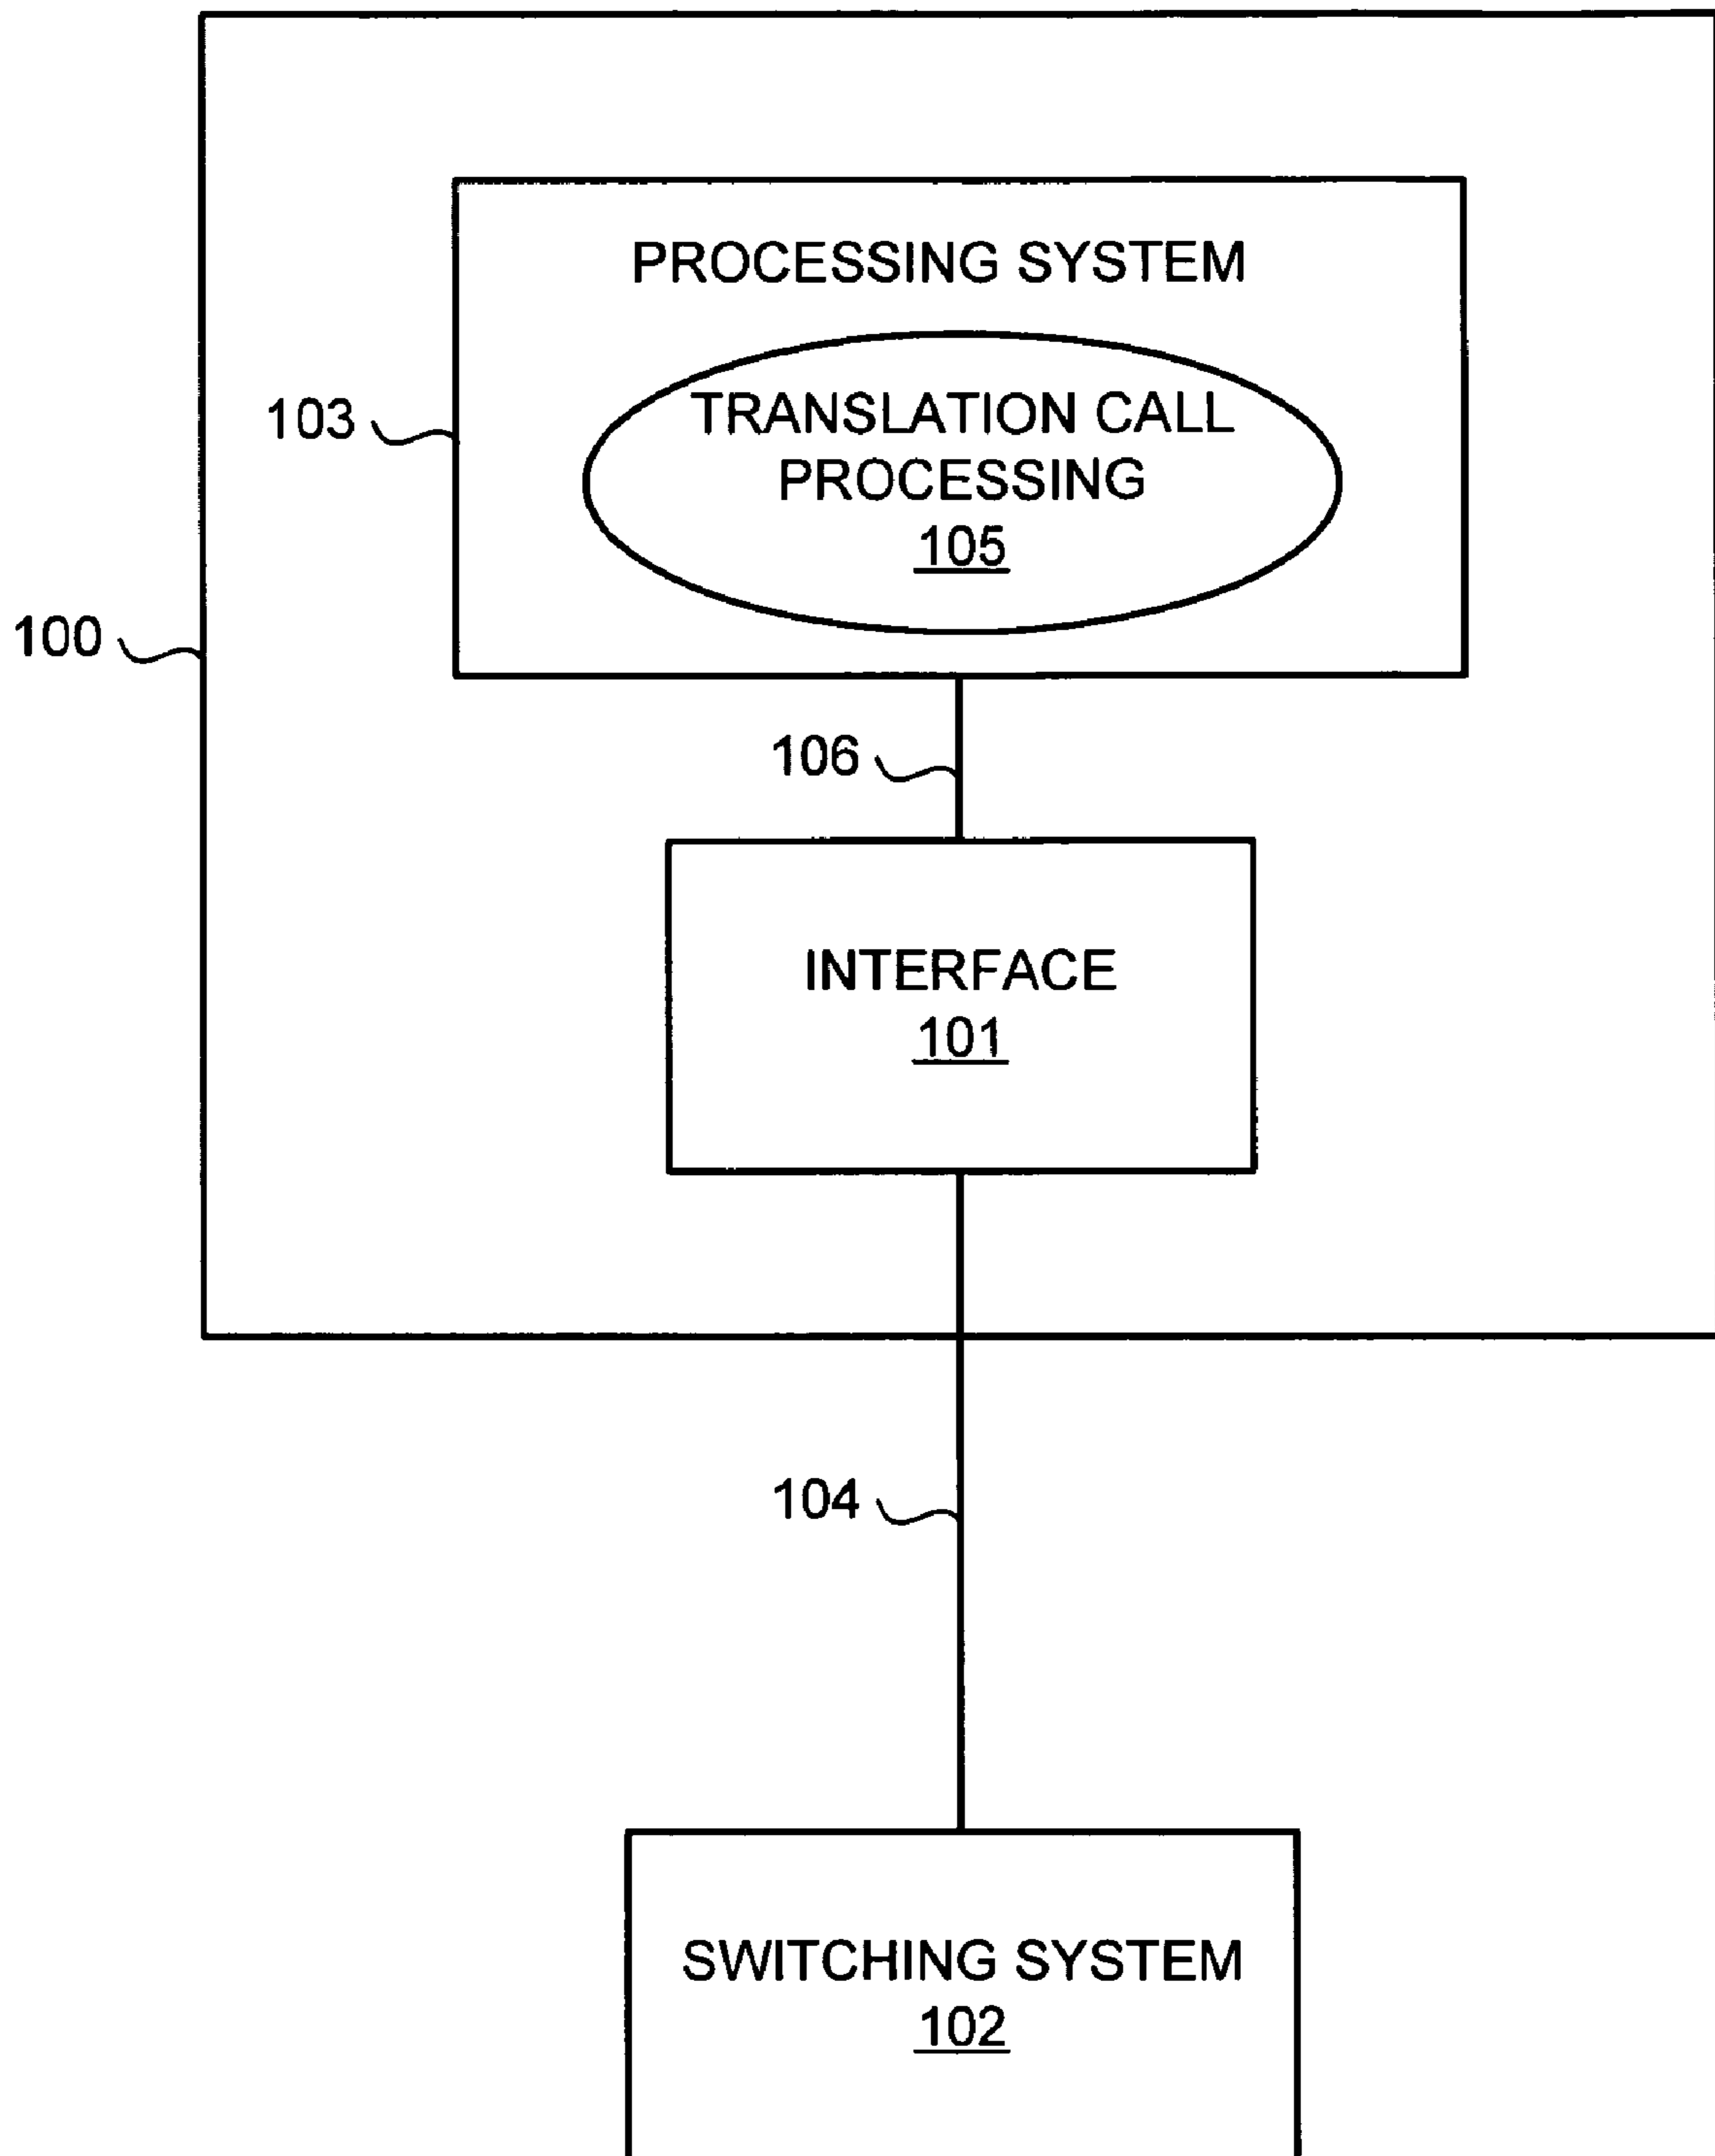 PROCESSING SYSTEM
TRANSLATION CALL
PROCESSING
105
103
100
106
INTERFACE
101
104
SWITCHING SYSTEM
102